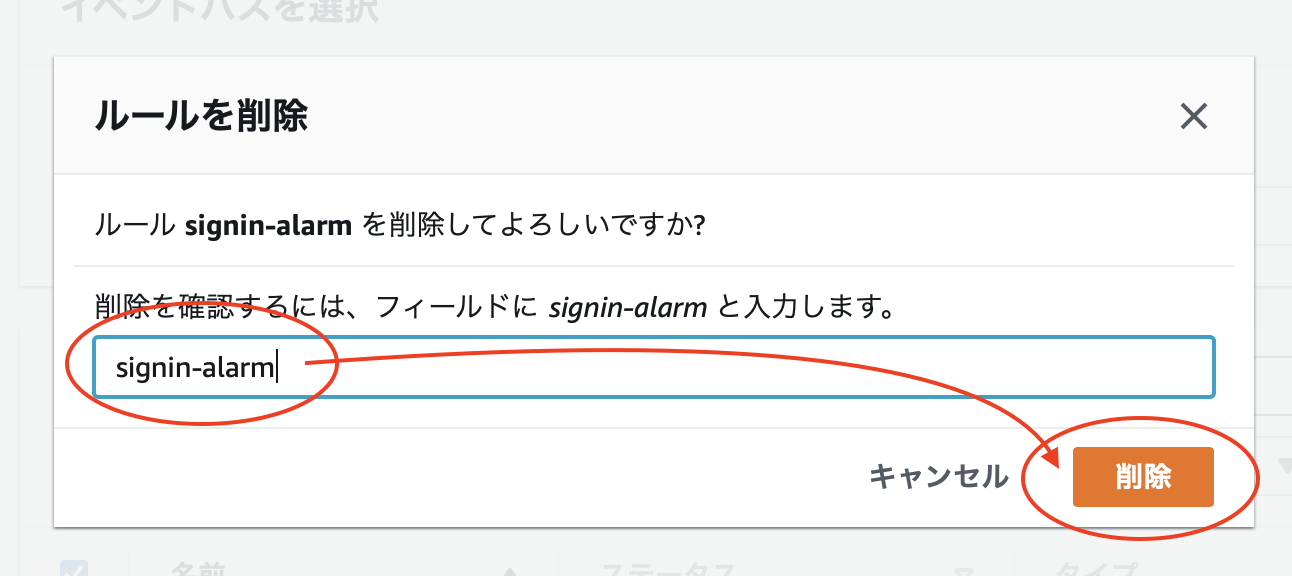 イベントバスを選択
ルールを削除
ルール signin-alarm を削除してよろしいですか?
削除を確認するには、フィールドに signin-alarm と入力します。
signin-alarm
キャンセル
削除
名前
ステータス
タイプ